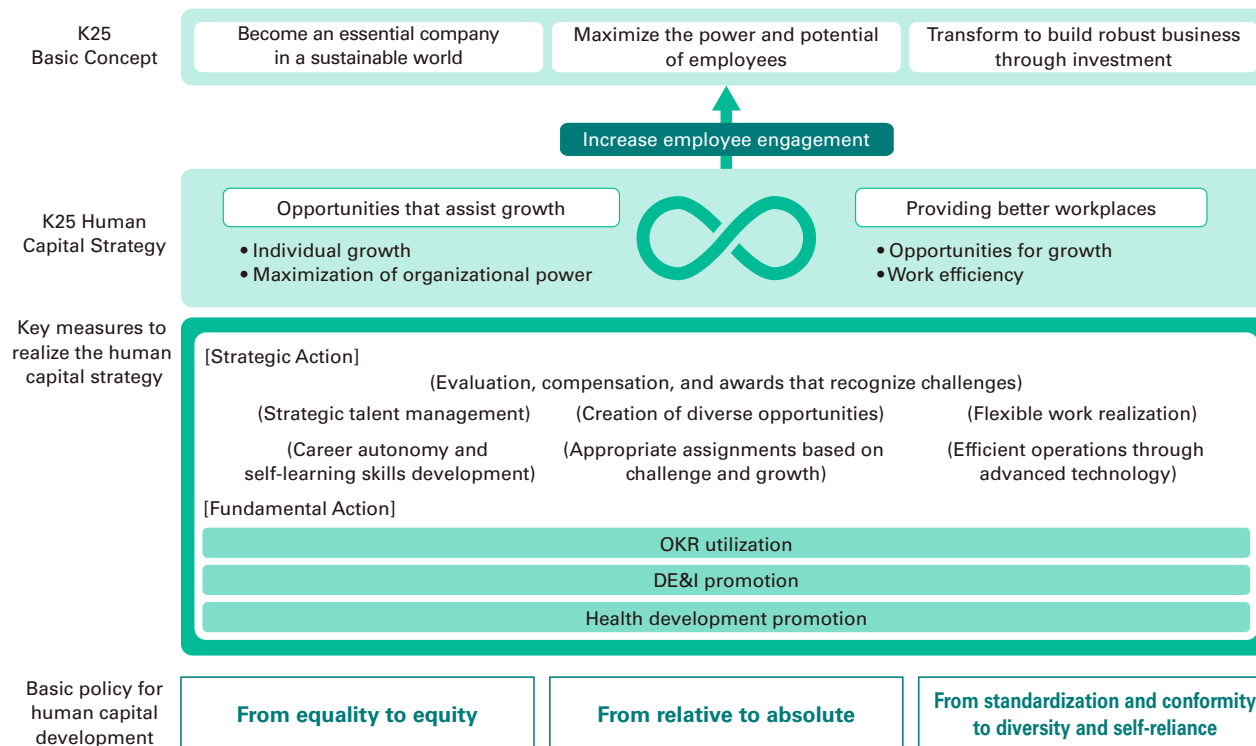 K25
Basic Concept
Become an essential company
in a sustainable world
Maximize the power and potential
of employees
Transform to build robust business
through investment
Increase employee engagement
K25 Human
Capital Strategy
Opportunities that assist growth
• Individual growth
• Maximization of organizational power
Providing better workplaces
• Opportunities for growth
• Work efficiency
Key measures to
realize the human
capital strategy
[Strategic Action]
(Evaluation, compensation, and awards that recognize challenges)
(Strategic talent management)
(Creation of diverse opportunities)
(Flexible work realization)
(Career autonomy and
self-learning skills development)
(Appropriate assignments based on
challenge and growth)
(Efficient operations through
advanced technology)
[Fundamental Action]
OKR utilization
DE&I promotion
Health development promotion
Basic policy for
human capital
development
From equality to equity
From relative to absolute
From standardization and conformity
to diversity and self-reliance